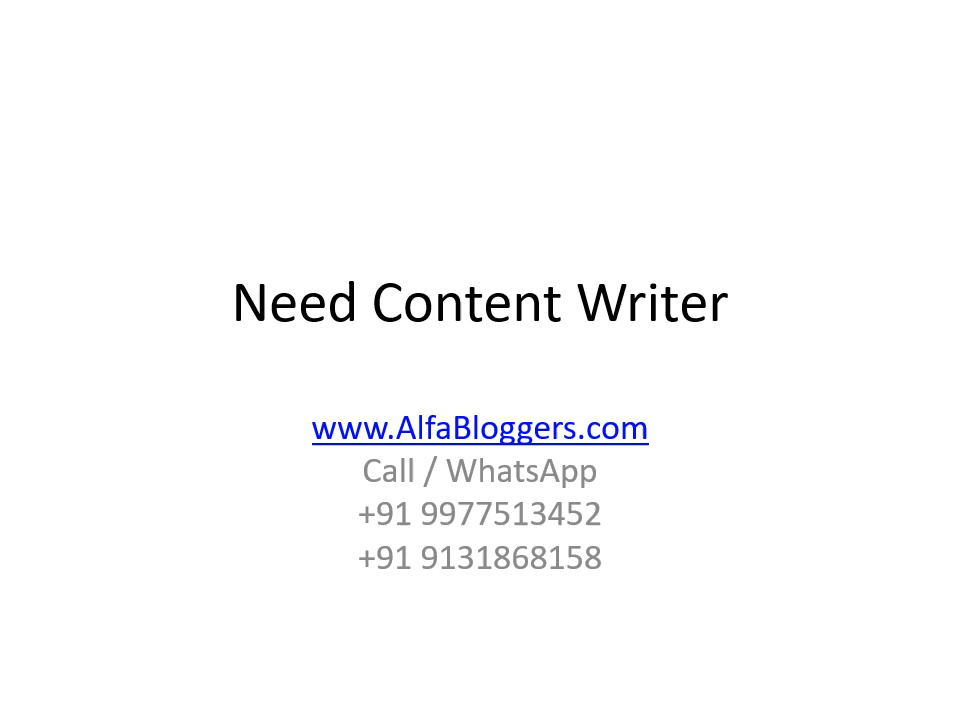 Need Content Writer
www.AlfaBloggers.com
Call / WhatsApp
+91 9977513452
+91 9131868158